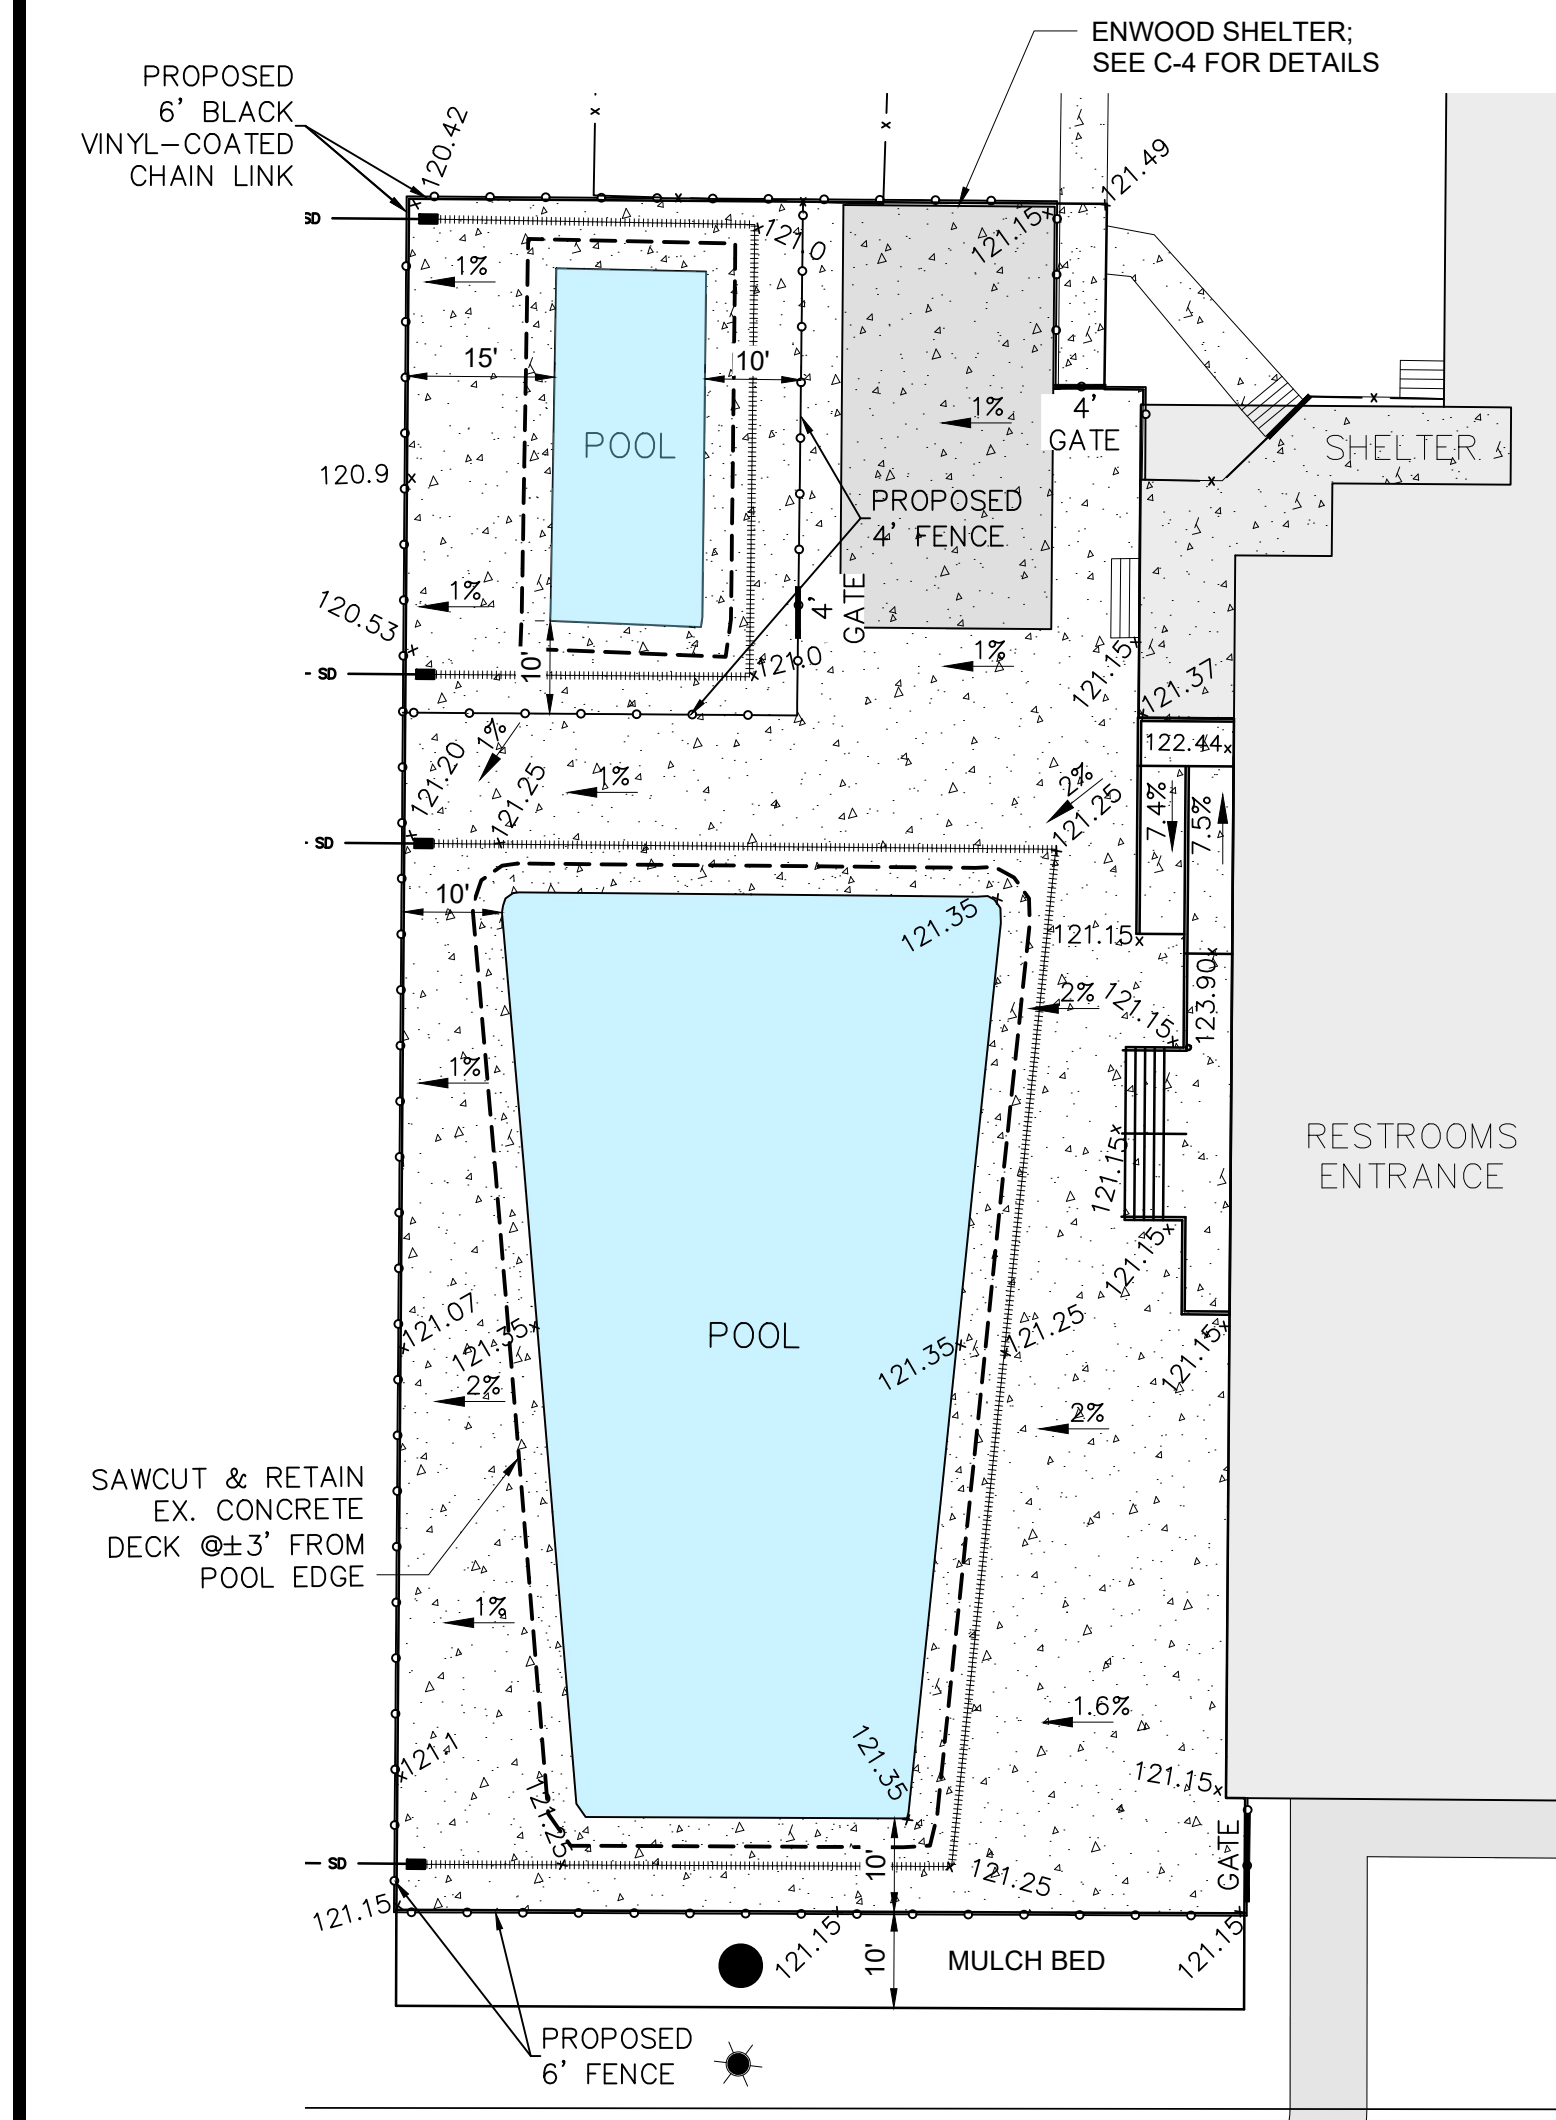 ENWOOD SHELTER;
SEE C-4 FOR DETAILS
PROPOSED
6' BLACK
VINYL-COATED
CHAIN LINK
120.42
121.49
SD
121.0
121.15
1%
15'
10'
1%
4'
GATE
POOL
SHELTER
120.9
PROPOSED
4' FENCE
1%
120.53
4'
GATE
10'
SD
121.0
1%
121.15
121.37
1%
122.44
121.20
121.25
1%
2%
121.25
7.4%
7.5%
SD
10'
121.35
121.15
123.90
2%
121.15
1%
121.15
RESTROOMS
ENTRANCE
121.15
121.07
121.35
POOL
121.35
121.25
121.15
2%
2%
SAWCUT & RETAIN
EX. CONCRETE
DECK @±3' FROM
POOL EDGE
1%
1.6%
121.1
121.35
121.15
121.25
SD
10'
121.25
GATE
121.15
121.15
10'
MULCH BED
121.15
PROPOSED
6' FENCE